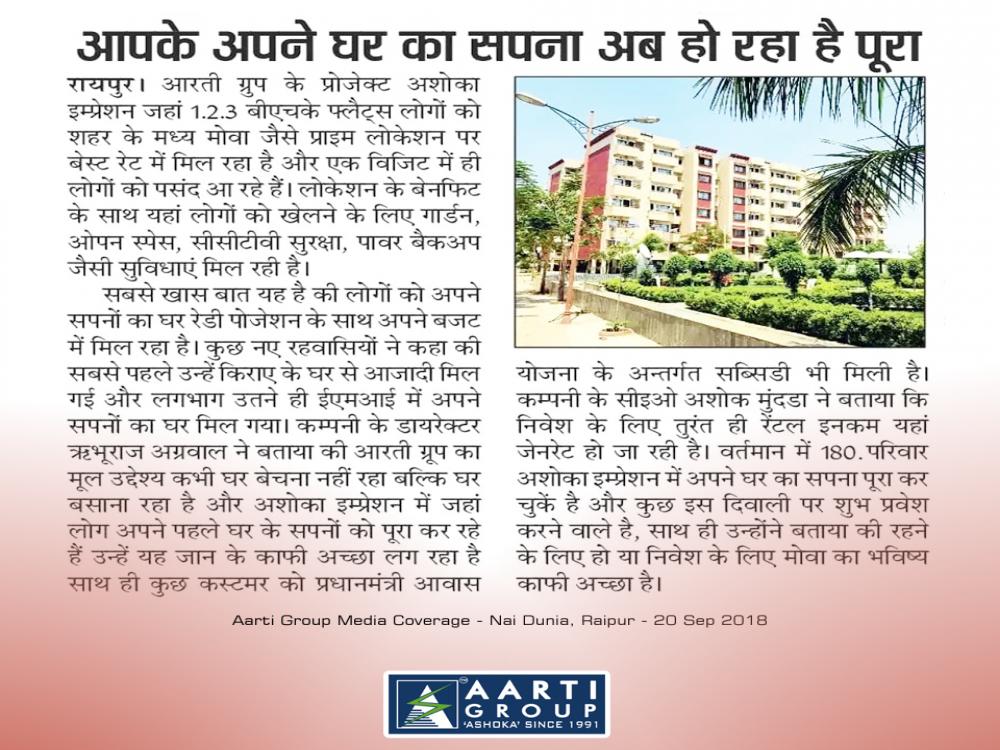 आपके अपने घर का सपना अब हो रहा है पूरा
रायपुर। आरती ग्रुप के प्रोजेक्ट अशोका
इम्प्रेशन जहां 1.2.3 बीएचके फ्लैट्स लोगों को
शहर के मध्य मोवा जैसे प्राइम लोकेशन पर
बेस्ट रेट में मिल रहा है और एक विजिट में ही
लोगों को पसंद आ रहे हैं। लोकेशन के बेनफिट
के साथ यहां लोगों को खेलने के लिए गार्डन,
ओपन स्पेस, सीसीटीवी सुरक्षा, पावर बैकअप
जैसी सुविधाएं मिल रही है।
सबसे खास बात यह है की लोगों को अपने
सपनों का घर रेडी पोजेशन के साथ अपने बजट
में मिल रहा है। कुछ नए रहवासियों ने कहा की
सबसे पहले उन्हें किराए के घर से आजादी मिल
गई और लगभाग उतने ही ईएमआई में अपने
सपनों का घर मिल गया। कम्पनी के डायरेक्टर
ऋभूराज अग्रवाल ने बताया की आरती ग्रूप का
मूल उद्देश्य कभी घर बेचना नहीं रहा बल्कि घर
बसाना रहा है और अशोका इम्प्रेशन में जहां
लोग अपने पहले घर के सपनों को पूरा कर रहे
हैं उन्हें यह जान के काफी अच्छा लग रहा है
साथ ही कुछ कस्टमर को प्रधानमंत्री आवास
योजना के अन्तर्गत सब्सिडी भी मिली है।
कम्पनी के सीइओ अशोक मुंदडा ने बताया कि
निवेश के लिए तुरंत ही रेंटल इनकम यहां
जेनरेट हो जा रही है। वर्तमान में 180.परिवार
अशोका इम्प्रेशन में अपने घर का सपना पूरा कर
चुकें है और कुछ इस दिवाली पर शुभ प्रवेश
करने वाले है, साथ ही उन्होंने बताया की रहने
के लिए हो या निवेश के लिए मोवा का भविष्य
काफी अच्छा है।
Aarti Group Media Coverage - Nai Dunia, Raipur - 20 Sep 2018
AARTI
GROUP
'ASHOKA' SINCE 1991